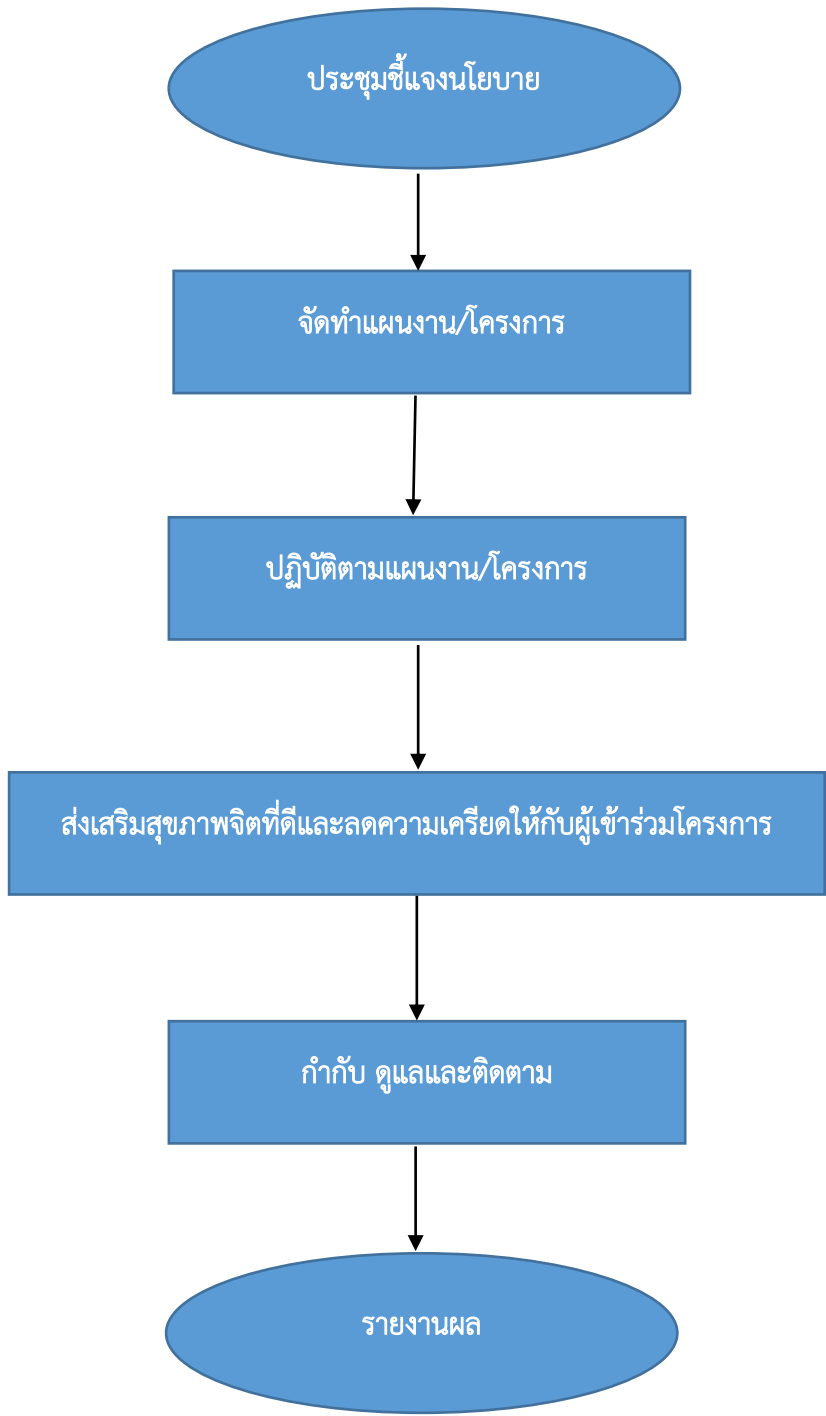 ประชุมชี้แจงนโยบาย
จัดทำแผนงาน/โครงการ
ปฏิบัติตามแผนงาน/โครงการ
ส่งเสริมสุขภาพจิตที่ดีและลดความเครียดให้กับผู้เข้าร่วมโครงการ
กำกับ ดูแลและติดตาม
รายงานผล